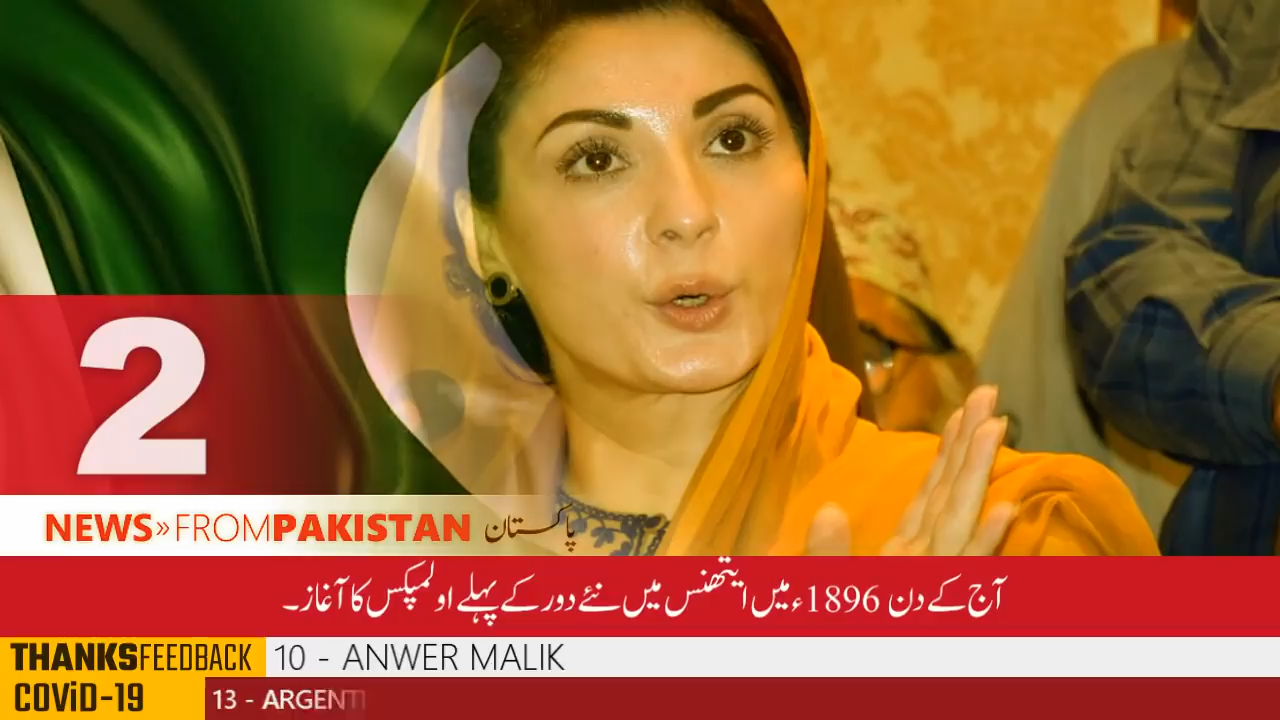 2
NEWS»FROMPAKISTAN پاکستان
آج کے دن 1896ء میں ایتھنس میں نئے دور کے پہلے اولمپکس کا آغاز۔
THANKSFEEDBACK 10 - ANWER MALIK
COViD-19 13 - ARGENTI